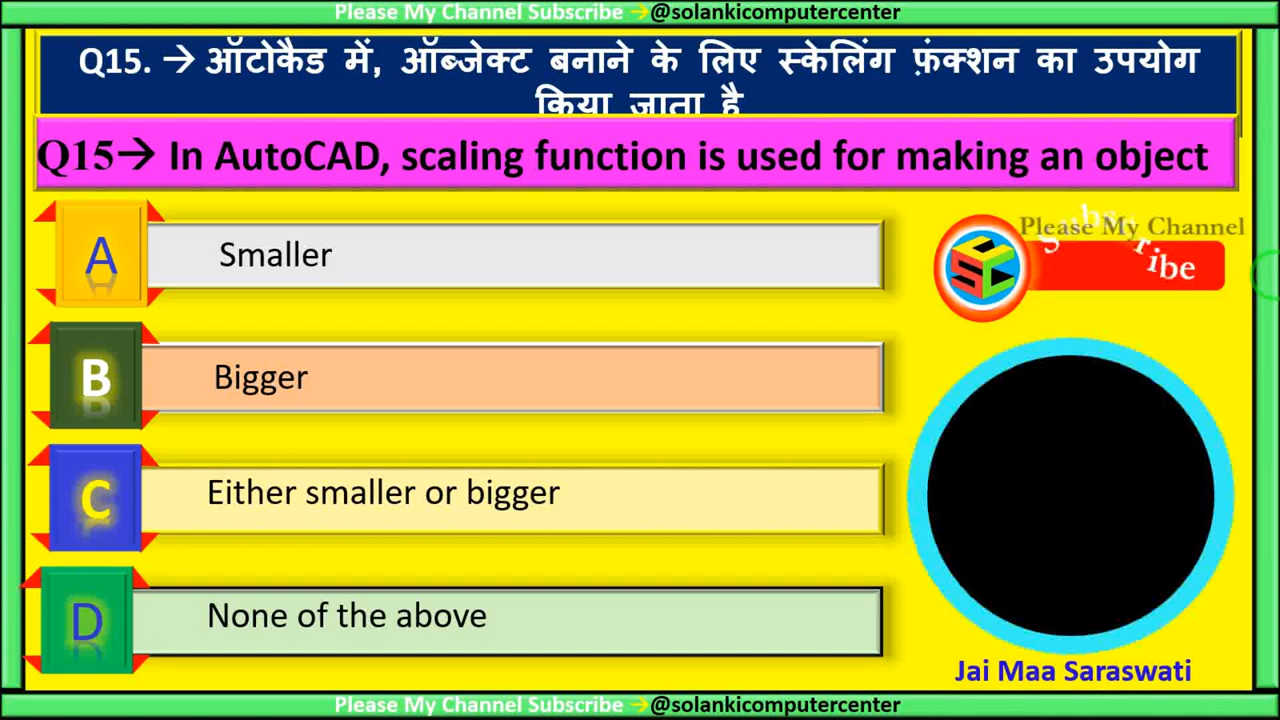 Please My Channel Subscribe →@solankicomputercenter
Q15. → ऑटोकैड में, ऑब्जेक्ट बनाने के लिए स्केलिंग फ़ंक्शन का उपयोग
किया जाता है
Q15→ In AutoCAD, scaling function is used for making an object
A Smaller
Please My Channel
Subscribe
SCC
B Bigger
C Either smaller or bigger
D None of the above
Jai Maa Saraswati
Please My Channel Subscribe →@solankicomputercenter